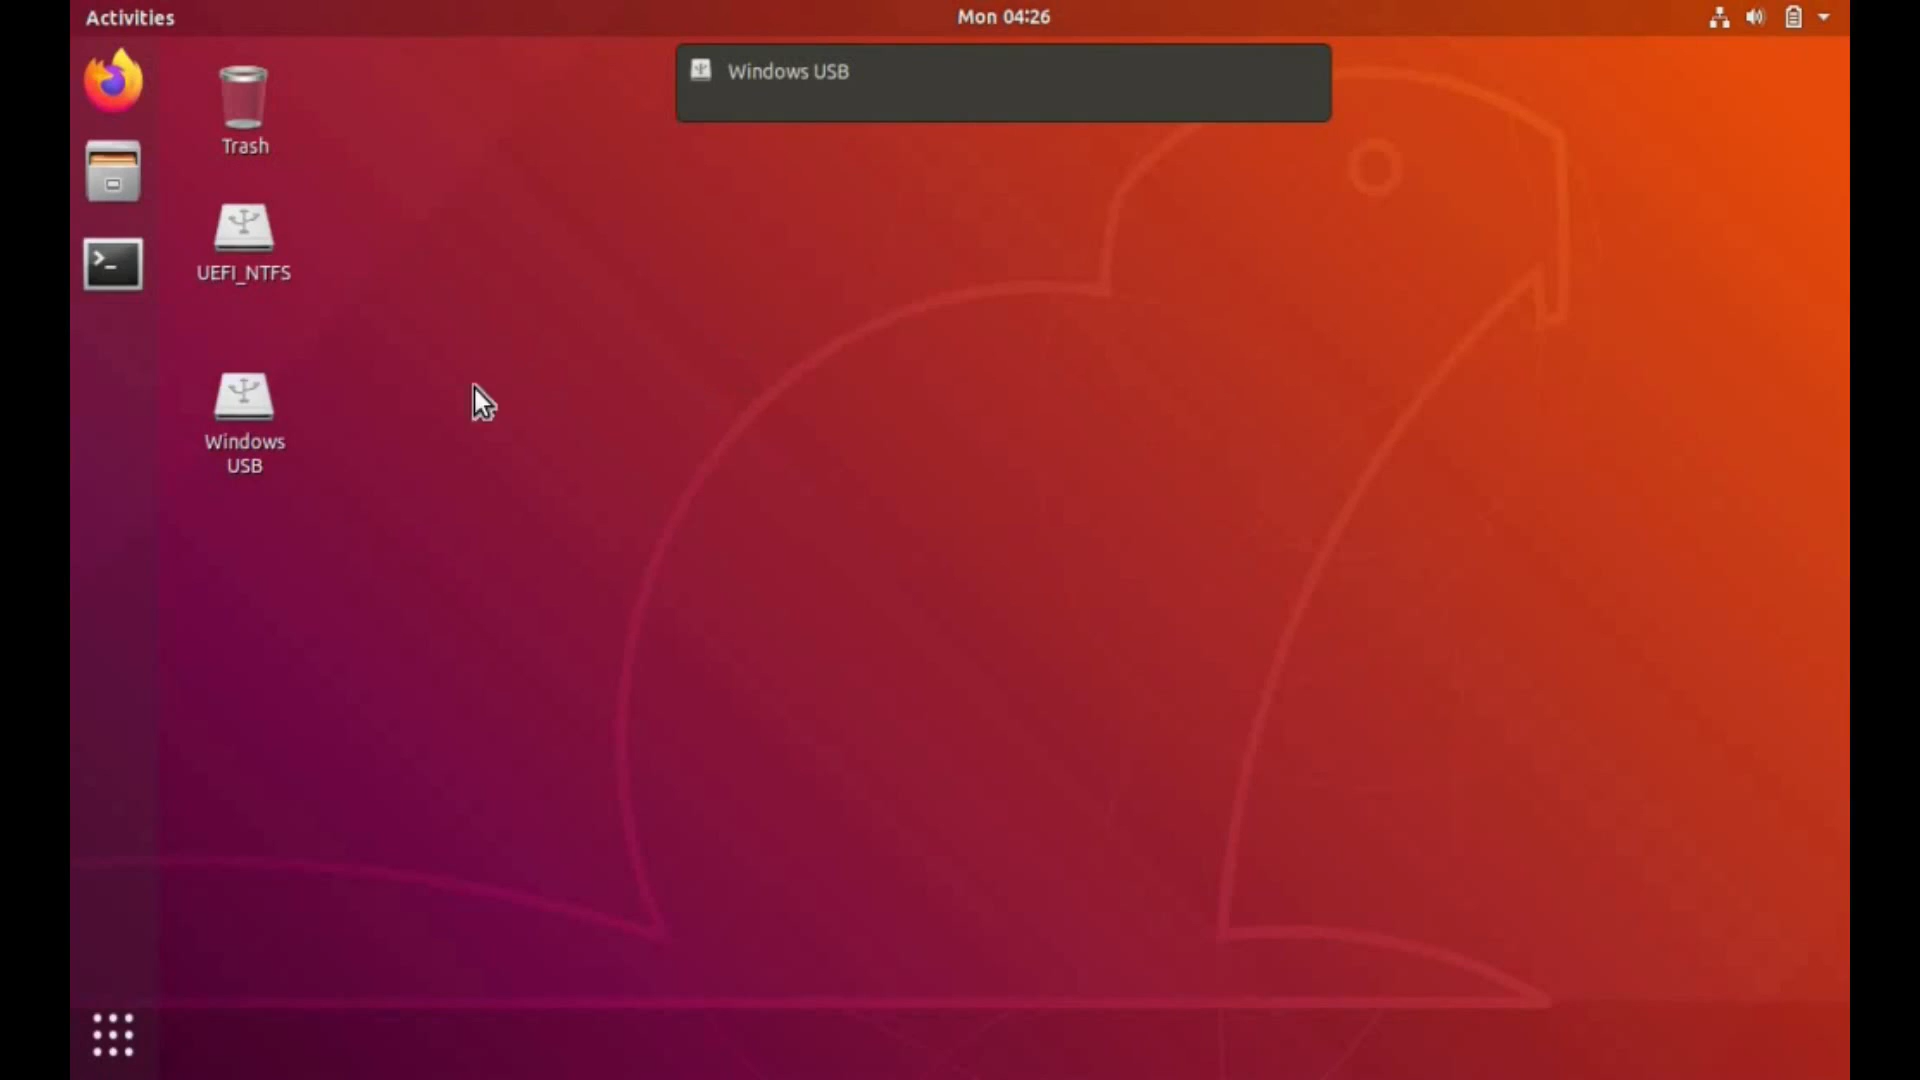 Activities
Mon 04:26
Windows USB
Trash
UEFI_NTFS
Windows
USB